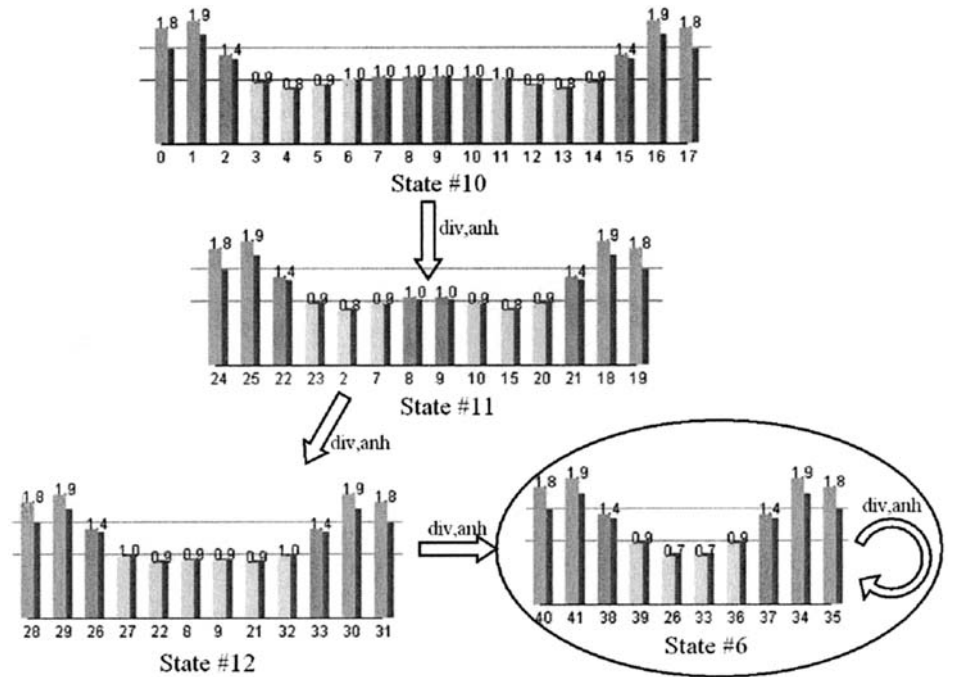 1.8 1.9 1.4 0.9 0.8 0.9 1.0 1.0 1.0 1.0 1.0 1.0 0.9 0.8 0.9 1.4 1.9 1.8
0 1 2 3 4 5 6 7 8 9 10 11 12 13 14 15 16 17
State #10
div,anh
1.8 1.9 1.4 0.9 0.8 0.9 1.0 1.0 0.9 0.8 0.9 1.4 1.9 1.8
24 25 22 23 2 7 8 9 10 15 20 21 18 19
State #11
div,anh
1.8 1.9 1.4 1.0 0.9 0.9 0.9 0.9 1.0 1.4 1.9 1.8
28 29 26 27 22 8 9 21 32 33 30 31
State #12
div,anh
1.8 1.9 1.4 0.9 0.7 0.7 0.9 1.4 1.9 1.8
40 41 38 39 26 33 36 37 34 35
State #6
div,anh